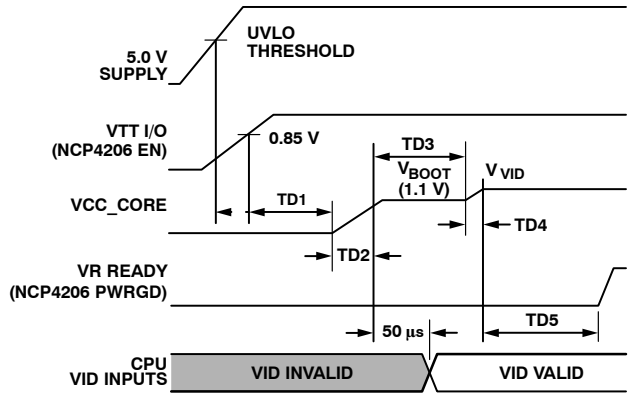 5.0 V
SUPPLY
UVLO
THRESHOLD
VTT I/O
(NCP4206 EN)
0.85 V
TD3
VBOOT
(1.1 V)
V VID
VCC_CORE
TD1
TD4
TD2
VR READY
(NCP4206 PWRGD)
50 µs
TD5
CPU
VID INPUTS
VID INVALID
VID VALID